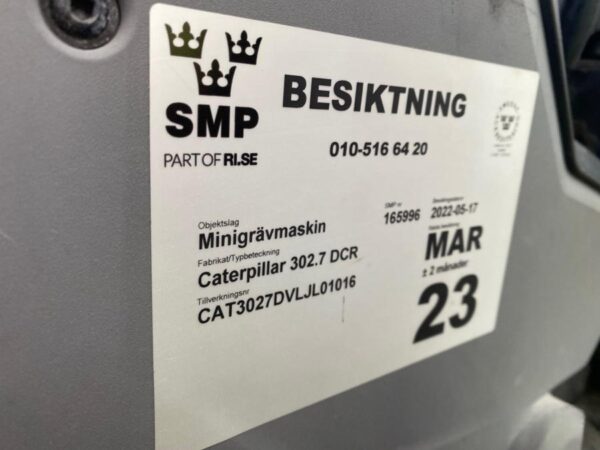 SMP
PART OF RI.SE
BESIKTNING
010-516 64 20
Objektslag
Minigrävmaskin
Fabrikat/Typbeteckning
Caterpillar 302.7 DCR
Tillverkningsnr
CAT3027DVLJL01016
SMP nr
165996
2022-05-17
MAR
± 2 månader
23